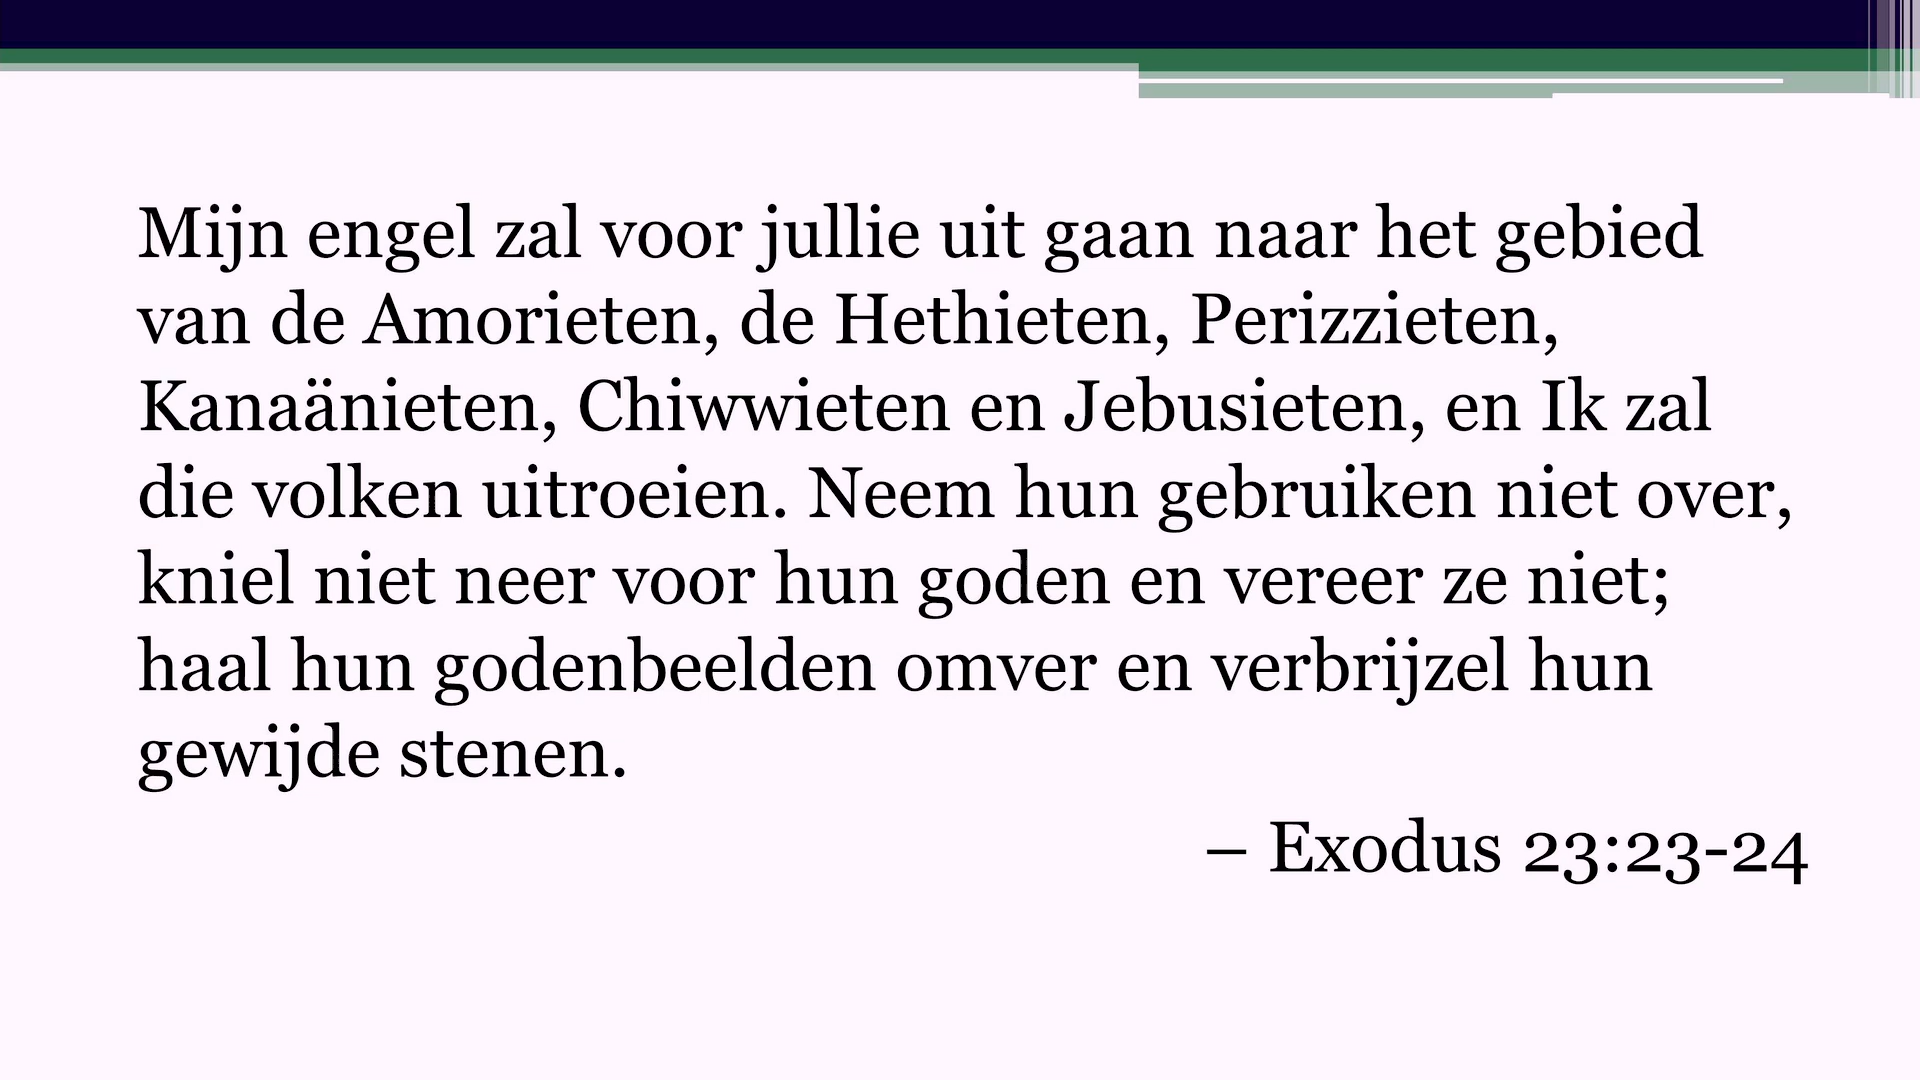 Mijn engel zal voor jullie uit gaan naar het gebied
van de Amorieten, de Hethieten, Perizzieten,
Kanaänieten, Chiwwieten en Jebusieten, en Ik zal
die volken uitroeien. Neem hun gebruiken niet over,
kniel niet neer voor hun goden en vereer ze niet;
haal hun godenbeelden omver en verbrijzel hun
gewijde stenen.
– Exodus 23:23-24